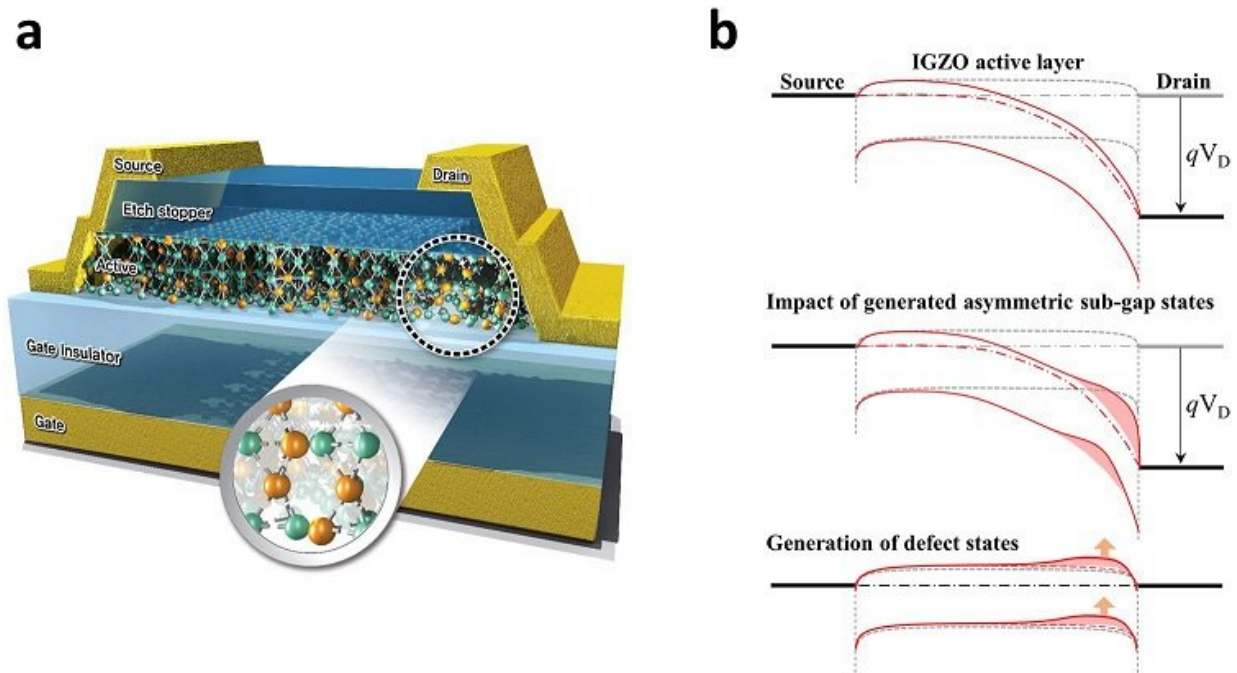 a
Source
Drain
Etch stopper
Active
Gate Insulator
Gate
b
IGZO active layer
Source
Drain
qVD
Impact of generated asymmetric sub-gap states
qVD
Generation of defect states